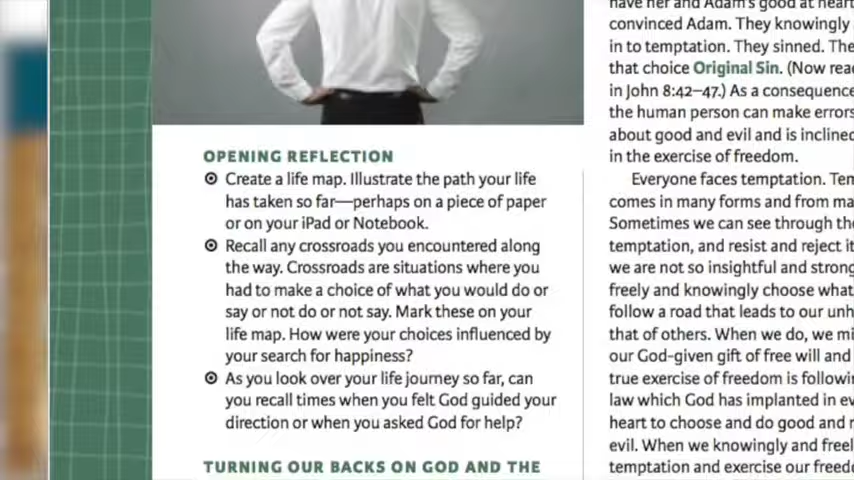 OPENING REFLECTION
Create a life map. Illustrate the path your life
has taken so far—perhaps on a piece of paper
or on your iPad or Notebook.
Recall any crossroads you encountered along
the way. Crossroads are situations where you
had to make a choice of what you would do or
say or not do or not say. Mark these on your
life map. How were your choices influenced by
your search for happiness?
As you look over your life journey so far, can
you recall times when you felt God guided your
direction or when you asked God for help?
TURNING OUR BACKS ON GOD AND THE
have her and Adam's good at heart
convinced Adam. They knowingly
in to temptation. They sinned. The
that choice Original Sin. (Now read
in John 8:42–47.) As a consequence
the human person can make errors
about good and evil and is inclined
in the exercise of freedom.
Everyone faces temptation. Tem
comes in many forms and from ma
Sometimes we can see through the
temptation, and resist and reject it
we are not so insightful and strong
freely and knowingly choose what
follow a road that leads to our unh
that of others. When we do, we mi
our God-given gift of free will and
true exercise of freedom is followin
law which God has implanted in ev
heart to choose and do good and
evil. When we knowingly and freel
temptation and exercise our freed